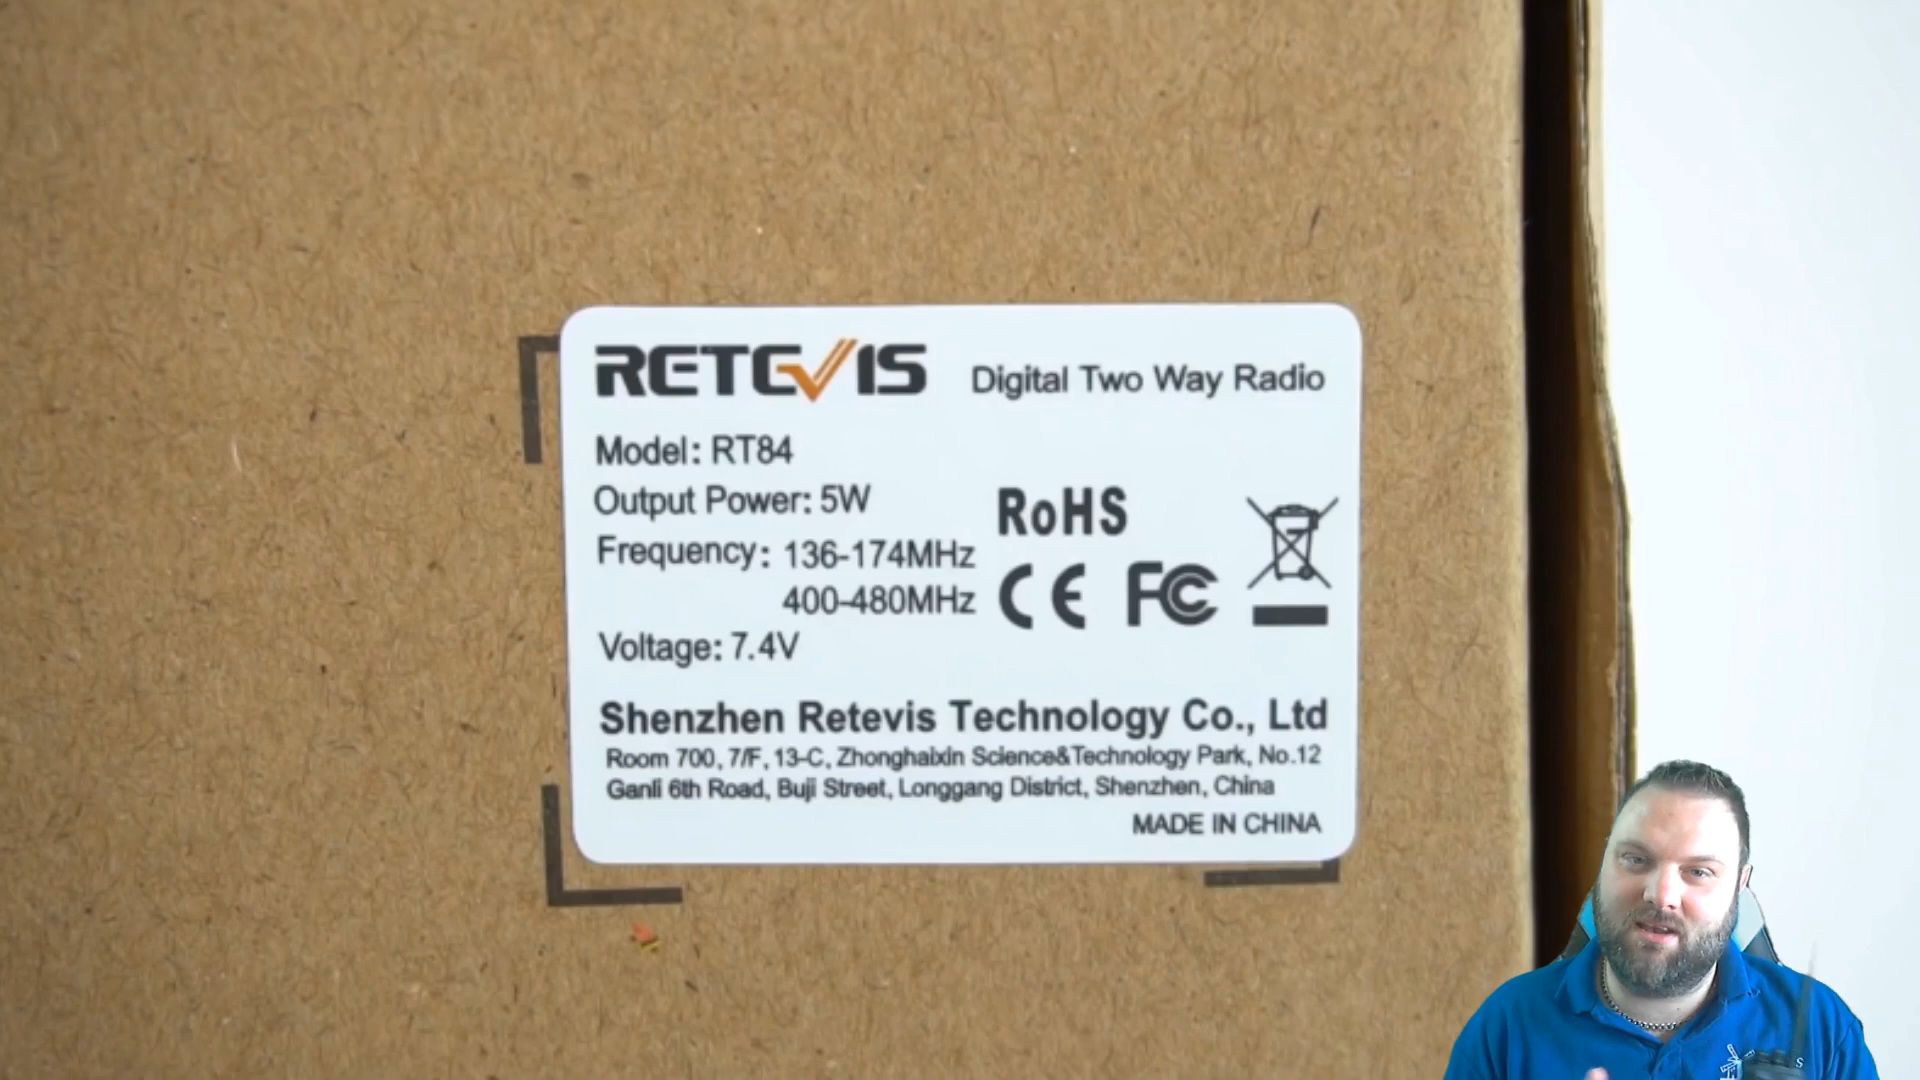 RETEVIS Digital Two Way Radio
Model: RT84
Output Power: 5W
Frequency: 136-174MHz
400-480MHz
Voltage: 7.4V
RoHS
CE FC
Shenzhen Retevis Technology Co., Ltd
Room 700, 7/F, 13-C, Zhonghaixin Science&Technology Park, No.12
Ganli 6th Road, Buji Street, Longgang District, Shenzhen, China
MADE IN CHINA